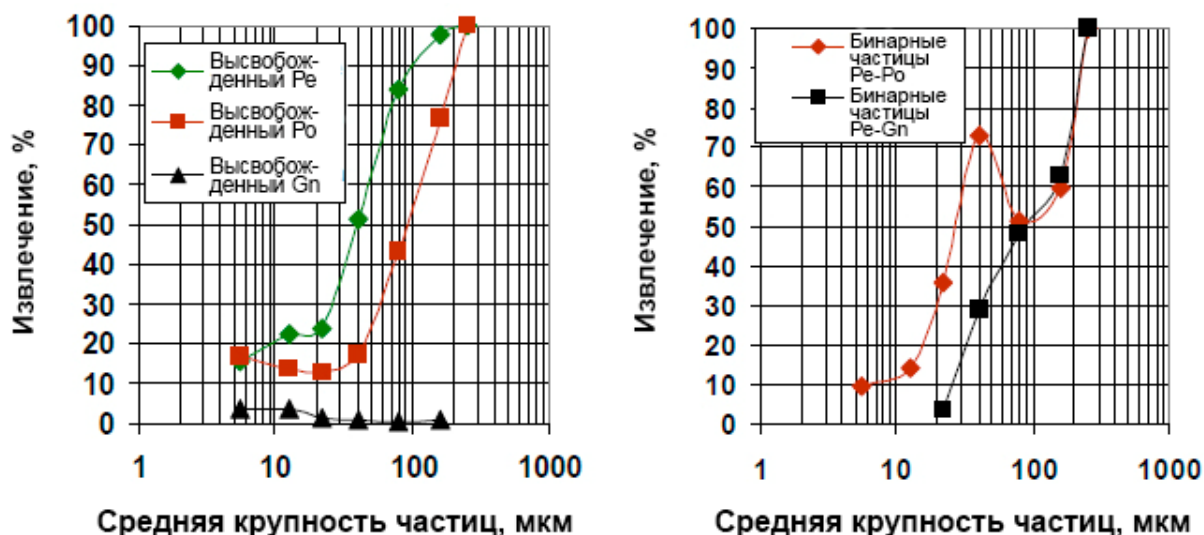 Извлечение, %
100
90
80
70
60
50
40
30
20
10
0
Высвобож-
денный Pe
Высвобож-
денный Po
Высвобож-
денный Gn
1 10 100 1000
Средняя крупность частиц, мкм
Извлечение, %
100
90
80
70
60
50
40
30
20
10
0
Бинарные
частицы
Pe-Po
Бинарные
частицы
Pe-Gn
1 10 100 1000
Средняя крупность частиц, мкм